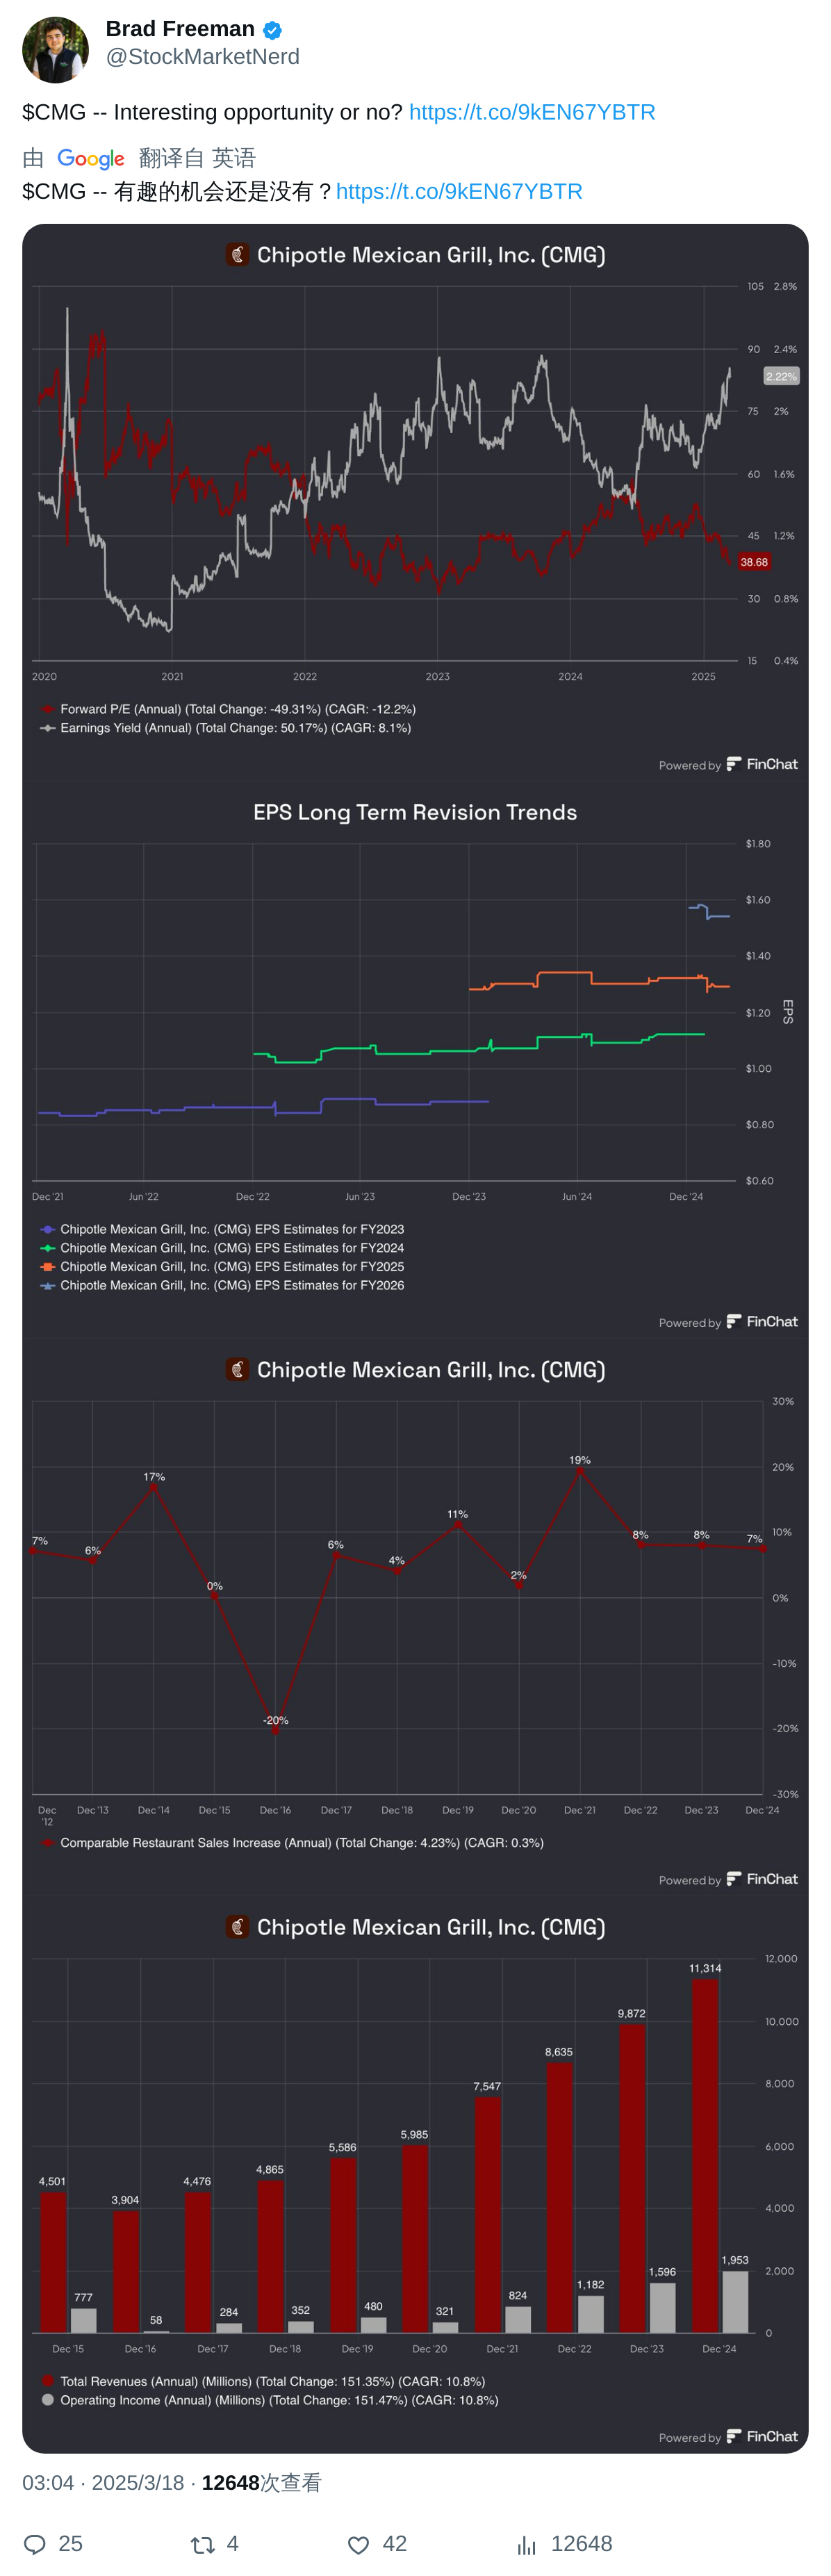 Brad Freeman
@StockMarketNerd
$CMG -- Interesting opportunity or no? https://t.co/9kEN67YBTR
由 Google 翻译自 英语
$CMG -- 有趣的机会还是没有？https://t.co/9kEN67YBTR
Chipotle Mexican Grill, Inc. (CMG)
105 2.8%
90 2.4%
2.22%
75 2%
60 1.6%
45 1.2%
38.68
30 0.8%
15 0.4%
2020 2021 2022 2023 2024 2025
Forward P/E (Annual) (Total Change: -49.31%) (CAGR: -12.2%)
Earnings Yield (Annual) (Total Change: 50.17%) (CAGR: 8.1%)
Powered by FinChat
EPS Long Term Revision Trends
$1.80
$1.60
$1.40
$1.20
EPS
$1.00
$0.80
$0.60
Dec '21 Jun '22 Dec '22 Jun '23 Dec '23 Jun '24 Dec '24
Chipotle Mexican Grill, Inc. (CMG) EPS Estimates for FY2023
Chipotle Mexican Grill, Inc. (CMG) EPS Estimates for FY2024
Chipotle Mexican Grill, Inc. (CMG) EPS Estimates for FY2025
Chipotle Mexican Grill, Inc. (CMG) EPS Estimates for FY2026
Powered by FinChat
Chipotle Mexican Grill, Inc. (CMG)
30%
20%
10%
0%
-10%
-20%
-30%
7% 6% 17% 0% -20% 6% 4% 11% 2% 19% 8% 8% 7%
Dec '12 Dec '13 Dec '14 Dec '15 Dec '16 Dec '17 Dec '18 Dec '19 Dec '20 Dec '21 Dec '22 Dec '23 Dec '24
Comparable Restaurant Sales Increase (Annual) (Total Change: 4.23%) (CAGR: 0.3%)
Powered by FinChat
Chipotle Mexican Grill, Inc. (CMG)
12,000
10,000
8,000
6,000
4,000
2,000
0
4,501 777 3,904 58 4,476 284 4,865 352 5,586 480 5,985 321 7,547 824 8,635 1,182 9,872 1,596 11,314 1,953
Dec '15 Dec '16 Dec '17 Dec '18 Dec '19 Dec '20 Dec '21 Dec '22 Dec '23 Dec '24
Total Revenues (Annual) (Millions) (Total Change: 151.35%) (CAGR: 10.8%)
Operating Income (Annual) (Millions) (Total Change: 151.47%) (CAGR: 10.8%)
Powered by FinChat
03:04 · 2025/3/18 · 12648次查看
25 4 42 12648